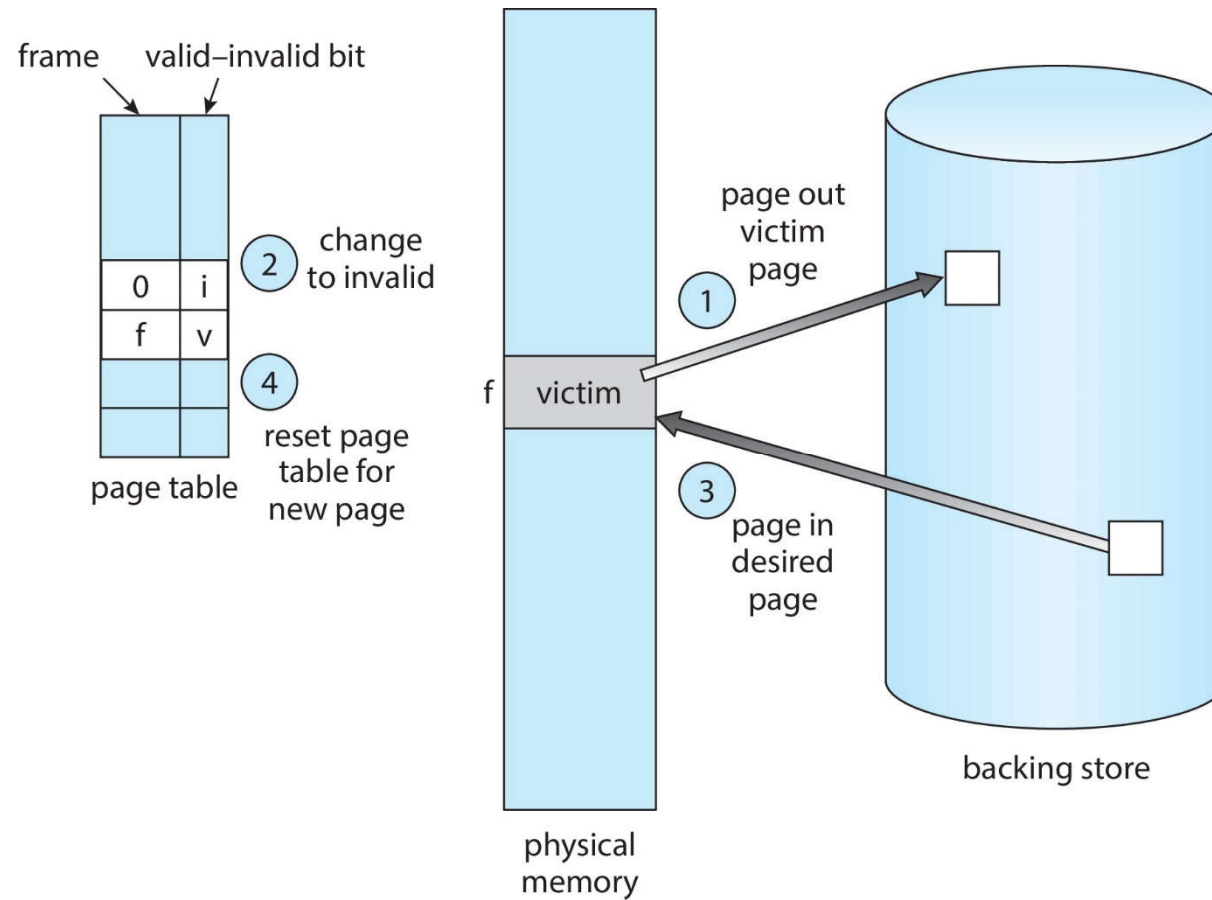 frame
valid–invalid bit
0
i
f
v
2
change
to invalid
4
reset page
table for
new page
page table
f
victim
physical
memory
page out
victim
page
1
3
page in
desired
page
backing store